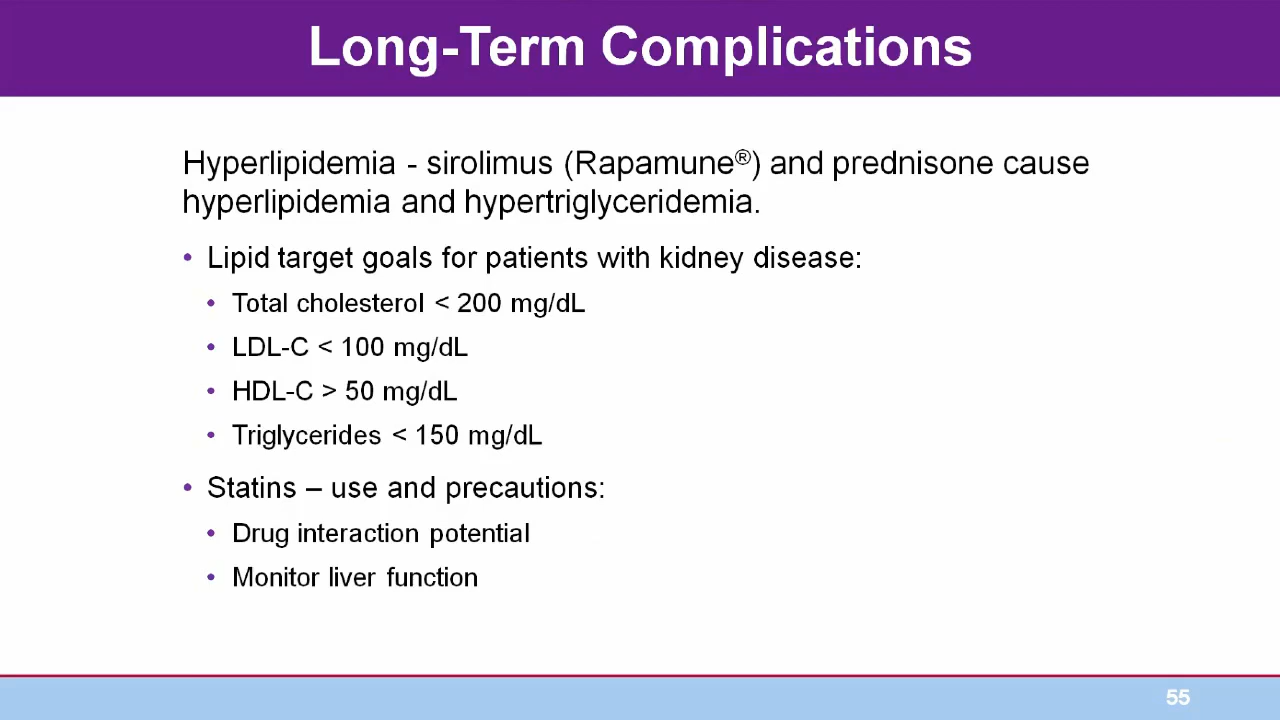 Long-Term Complications
Hyperlipidemia - sirolimus (Rapamune®) and prednisone cause
hyperlipidemia and hypertriglyceridemia.
• Lipid target goals for patients with kidney disease:
• Total cholesterol < 200 mg/dL
• LDL-C < 100 mg/dL
• HDL-C > 50 mg/dL
• Triglycerides < 150 mg/dL
• Statins – use and precautions:
• Drug interaction potential
• Monitor liver function
55